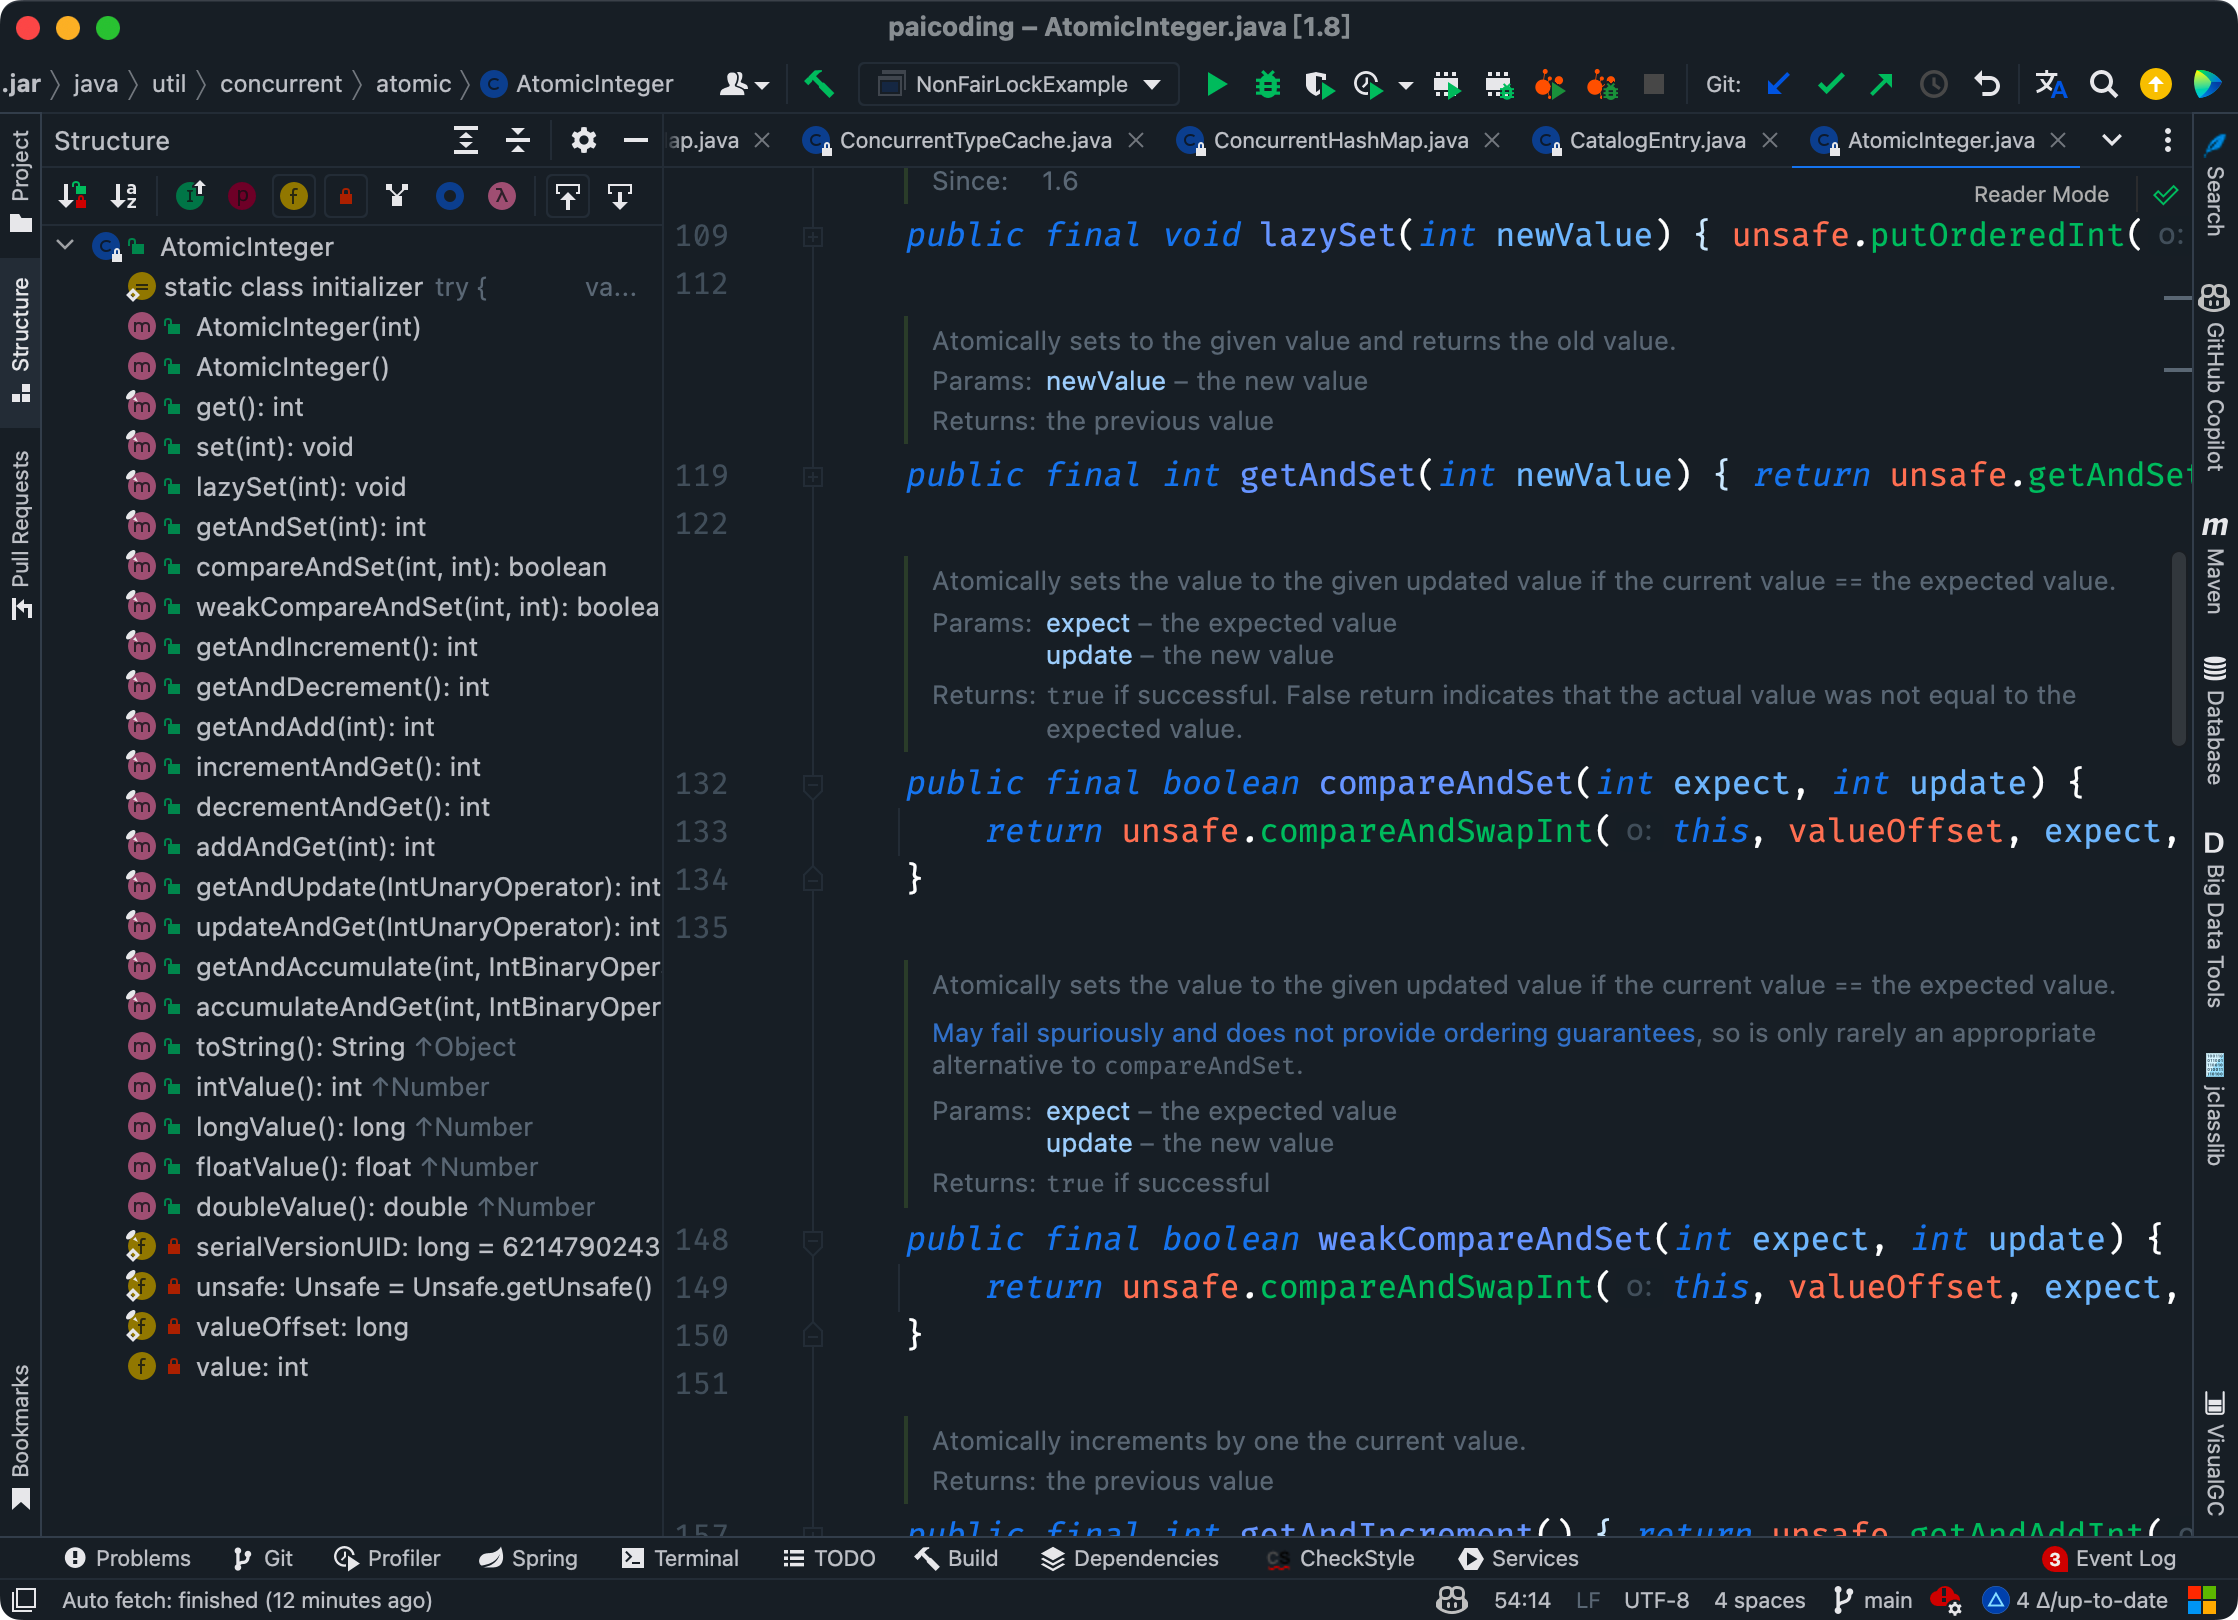 paicoding – AtomicInteger.java [1.8]
.jar
java
util
concurrent
atomic
AtomicInteger
NonFairLockExample
Git:
Structure
ap.java
ConcurrentTypeCache.java
ConcurrentHashMap.java
CatalogEntry.java
AtomicInteger.java
Project
Structure
Pull Requests
Bookmarks
AtomicInteger
static class initializer try { va...
AtomicInteger(int)
AtomicInteger()
get(): int
set(int): void
lazySet(int): void
getAndSet(int): int
compareAndSet(int, int): boolean
weakCompareAndSet(int, int): boolea
getAndIncrement(): int
getAndDecrement(): int
getAndAdd(int): int
incrementAndGet(): int
decrementAndGet(): int
addAndGet(int): int
getAndUpdate(IntUnaryOperator): int
updateAndGet(IntUnaryOperator): int
getAndAccumulate(int, IntBinaryOper
accumulateAndGet(int, IntBinaryOper
toString(): String ↑Object
intValue(): int ↑Number
longValue(): long ↑Number
floatValue(): float ↑Number
doubleValue(): double ↑Number
serialVersionUID: long = 6214790243
unsafe: Unsafe = Unsafe.getUnsafe()
valueOffset: long
value: int
Since: 1.6
Reader Mode
109 public final void lazySet(int newValue) { unsafe.putOrderedInt( o:
112
Atomically sets to the given value and returns the old value.
Params: newValue – the new value
Returns: the previous value
119 public final int getAndSet(int newValue) { return unsafe.getAndSet
122
Atomically sets the value to the given updated value if the current value == the expected value.
Params: expect – the expected value
update – the new value
Returns: true if successful. False return indicates that the actual value was not equal to the
expected value.
132 public final boolean compareAndSet(int expect, int update) {
133 return unsafe.compareAndSwapInt( o: this, valueOffset, expect,
134 }
135
Atomically sets the value to the given updated value if the current value == the expected value.
May fail spuriously and does not provide ordering guarantees, so is only rarely an appropriate
alternative to compareAndSet.
Params: expect – the expected value
update – the new value
Returns: true if successful
148 public final boolean weakCompareAndSet(int expect, int update) {
149 return unsafe.compareAndSwapInt( o: this, valueOffset, expect,
150 }
151
Atomically increments by one the current value.
Returns: the previous value
157 public final int getAndIncrement() { return unsafe.getAndAddInt( o
Search
GitHub Copilot
m Maven
Database
D Big Data Tools
jclasslib
VisualGC
Problems
Git
Profiler
Spring
Terminal
TODO
Build
Dependencies
CS CheckStyle
Services
3 Event Log
Auto fetch: finished (12 minutes ago)
54:14
LF
UTF-8
4 spaces
main
4 Δ/up-to-date